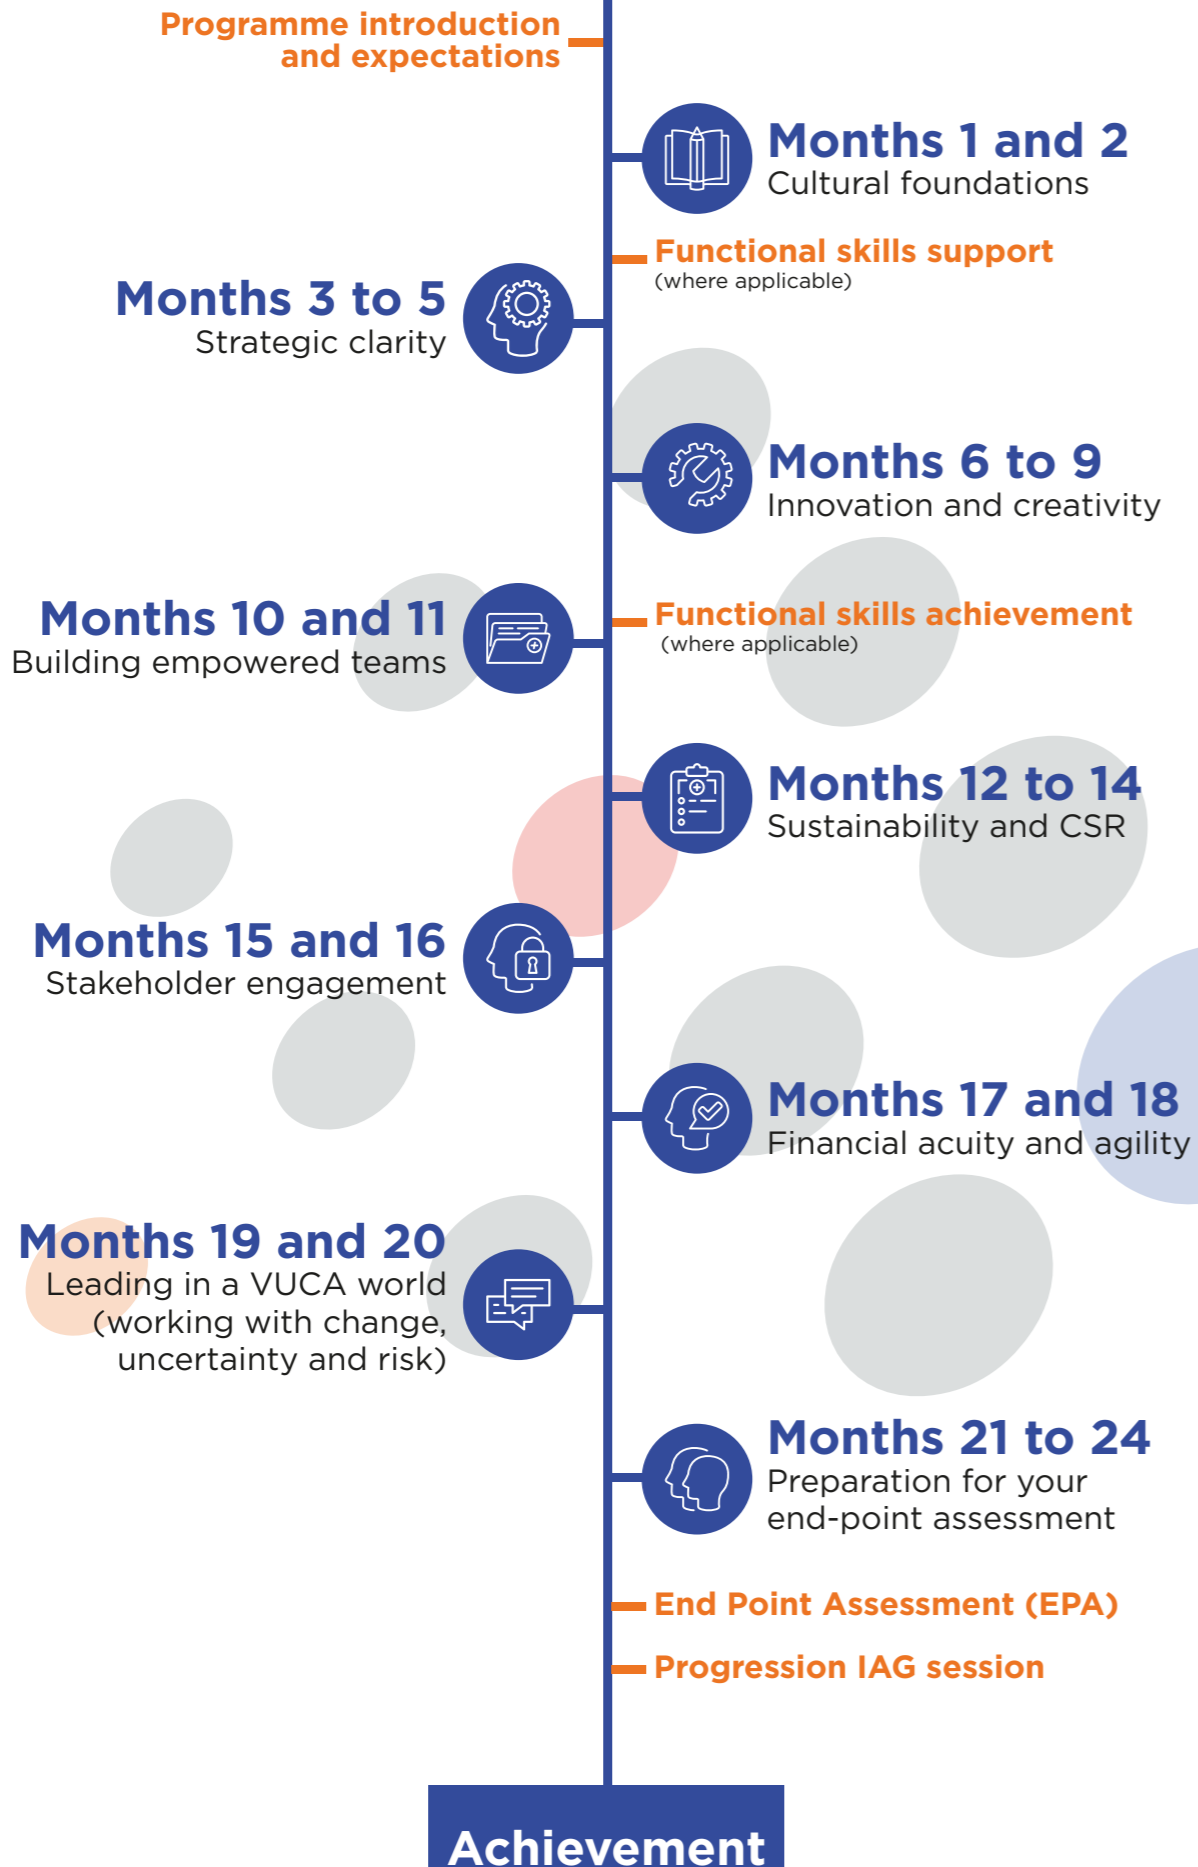 Programme introduction
and expectations
Months 1 and 2
Cultural foundations
Functional skills support
(where applicable)
Months 3 to 5
Strategic clarity
Months 6 to 9
Innovation and creativity
Months 10 and 11
Building empowered teams
Functional skills achievement
(where applicable)
Months 12 to 14
Sustainability and CSR
Months 15 and 16
Stakeholder engagement
Months 17 and 18
Financial acuity and agility
Months 19 and 20
Leading in a VUCA world
(working with change,
uncertainty and risk)
Months 21 to 24
Preparation for your
end-point assessment
End Point Assessment (EPA)
Progression IAG session
Achievement